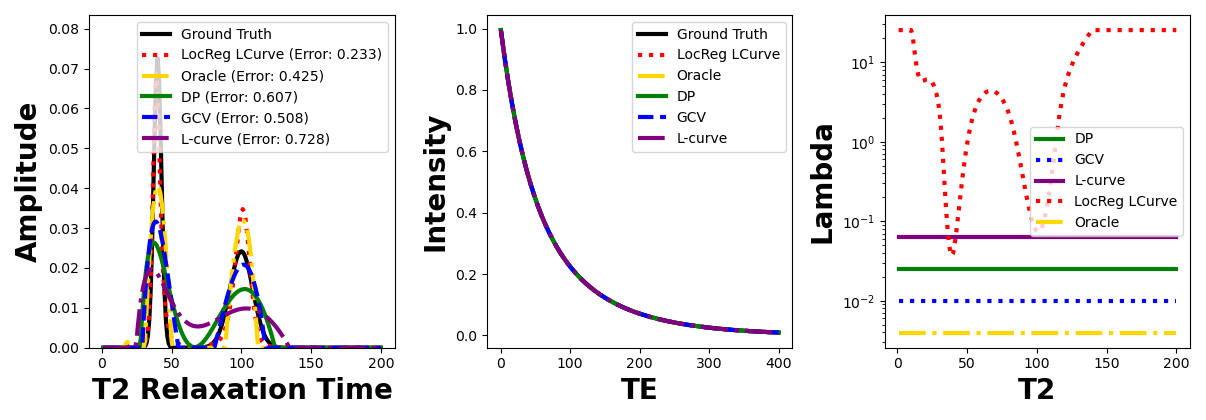 Amplitude
0.08
0.07
0.06
0.05
0.04
0.03
0.02
0.01
0.00
Ground Truth
LocReg LCurve (Error: 0.233)
Oracle (Error: 0.425)
DP (Error: 0.607)
GCV (Error: 0.508)
L-curve (Error: 0.728)
0 50 100 150 200
T2 Relaxation Time
Intensity
1.0
0.8
0.6
0.4
0.2
0.0
Ground Truth
LocReg LCurve
Oracle
DP
GCV
L-curve
0 100 200 300 400
TE
Lambda
10¹
10⁰
10⁻¹
10⁻²
DP
GCV
L-curve
LocReg LCurve
Oracle
0 50 100 150 200
T2